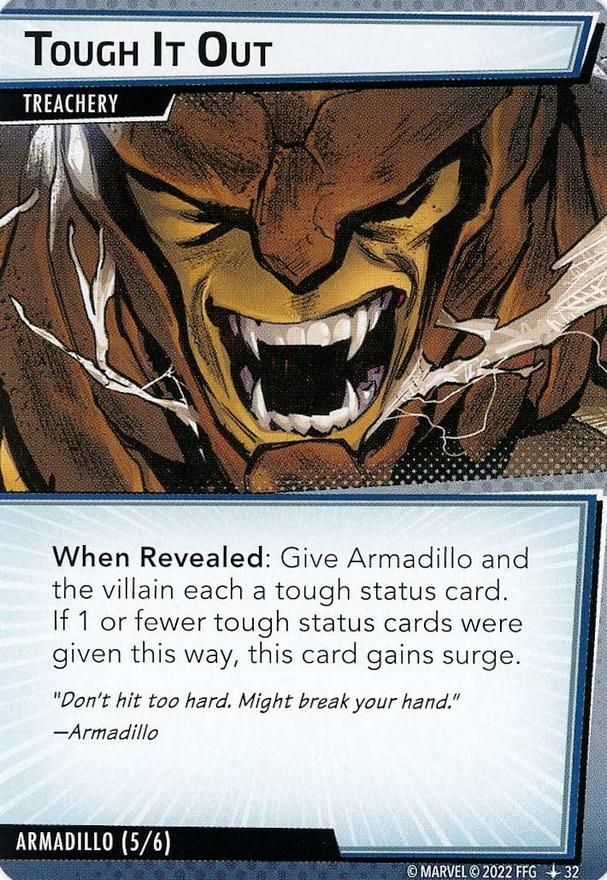 Tough It Out
TREACHERY
When Revealed: Give Armadillo and
the villain each a tough status card.
If 1 or fewer tough status cards were
given this way, this card gains surge.
"Don't hit too hard. Might break your hand."
—Armadillo
ARMADILLO (5/6)
© MARVEL © 2022 FFG 32